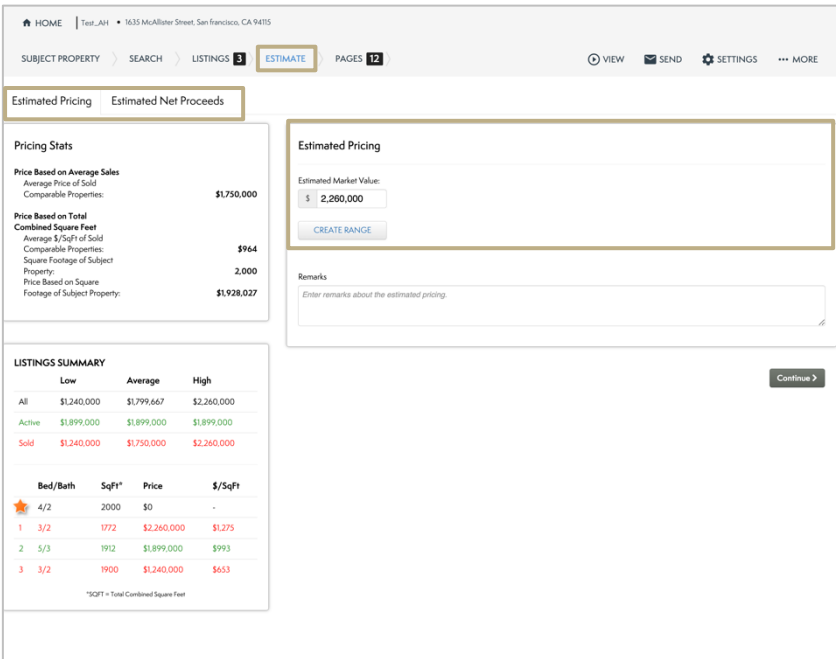 HOME Test_AH • 1635 McAllister Street, San francisco, CA 94115
SUBJECT PROPERTY SEARCH LISTINGS 3 ESTIMATE PAGES 12 VIEW SEND SETTINGS ••• MORE
Estimated Pricing Estimated Net Proceeds
Pricing Stats
Price Based on Average Sales
Average Price of Sold
Comparable Properties: $1,750,000
Price Based on Total
Combined Square Feet
Average $/SqFt of Sold
Comparable Properties: $964
Square Footage of Subject
Property: 2,000
Price Based on Square
Footage of Subject Property: $1,928,027
Estimated Pricing
Estimated Market Value:
$ 2,260,000
CREATE RANGE
Remarks
Enter remarks about the estimated pricing.
Continue >
LISTINGS SUMMARY
Low Average High
All $1,240,000 $1,799,667 $2,260,000
Active $1,899,000 $1,899,000 $1,899,000
Sold $1,240,000 $1,750,000 $2,260,000
Bed/Bath SqFt* Price $/SqFt
4/2 2000 $0 -
1 3/2 1772 $2,260,000 $1,275
2 5/3 1912 $1,899,000 $993
3 3/2 1900 $1,240,000 $653
*SQFT = Total Combined Square Feet